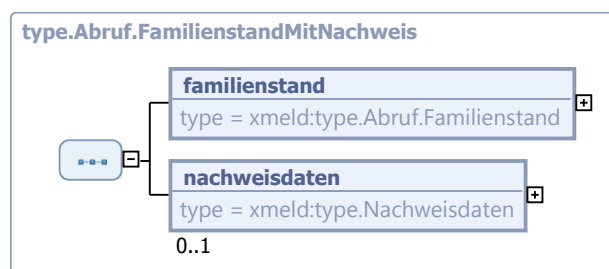 type.Abruf.FamilienstandMitNachweis
familienstand
type = xmeld:type.Abruf.Familienstand
nachweisdaten
type = xmeld:type.Nachweisdaten
0..1